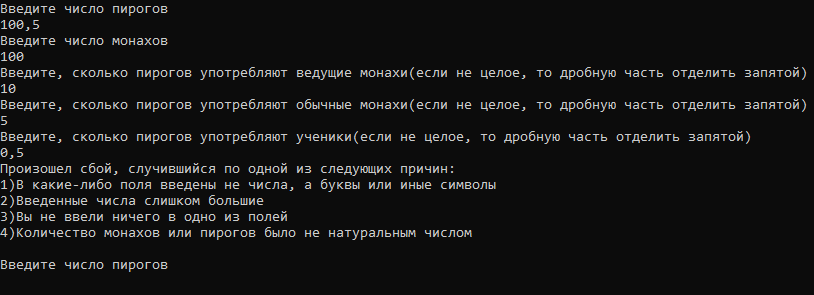 Введите число пирогов
100,5
Введите число монахов
100
Введите, сколько пирогов употребляют ведущие монахи(если не целое, то дробную часть отделить запятой)
10
Введите, сколько пирогов употребляют обычные монахи(если не целое, то дробную часть отделить запятой)
5
Введите, сколько пирогов употребляют ученики(если не целое, то дробную часть отделить запятой)
0,5
Произошел сбой, случившийся по одной из следующих причин:
1)В какие-либо поля введены не числа, а буквы или иные символы
2)Введенные числа слишком большие
3)Вы не ввели ничего в одно из полей
4)Количество монахов или пирогов было не натуральным числом
Введите число пирогов